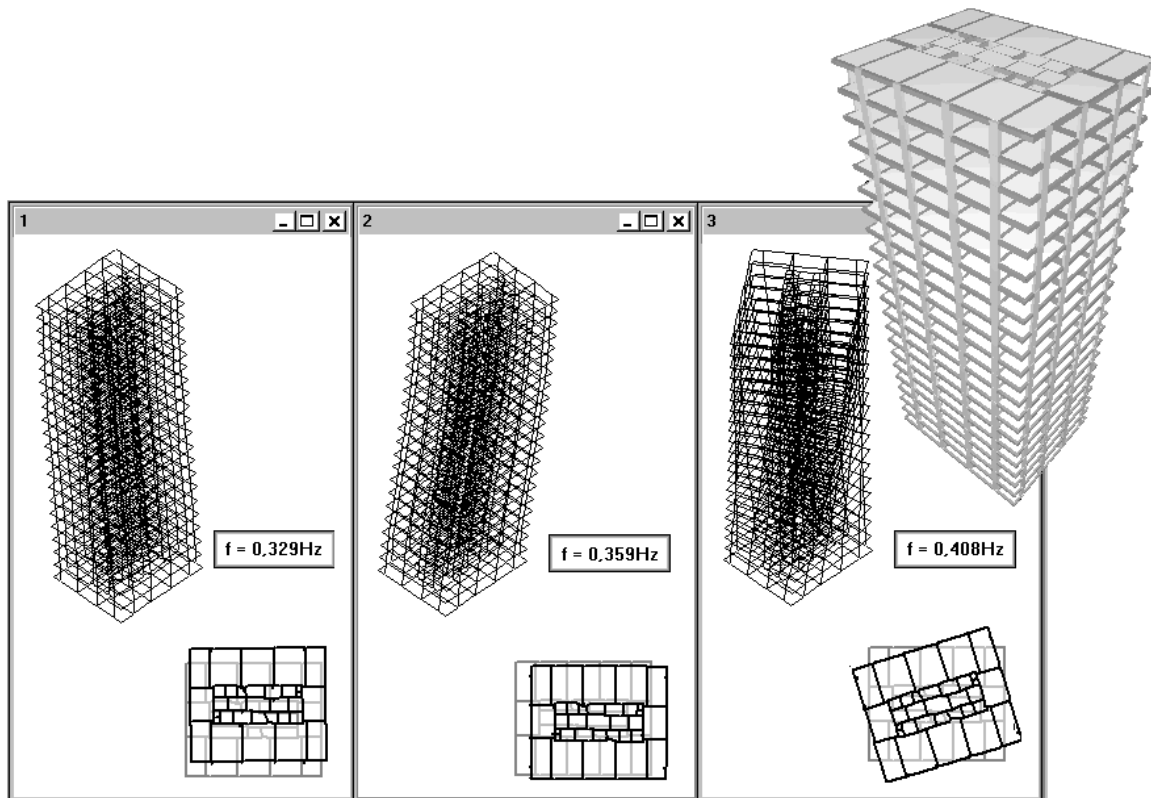 1
2
3
f = 0,329Hz
f = 0,359Hz
f = 0,408Hz